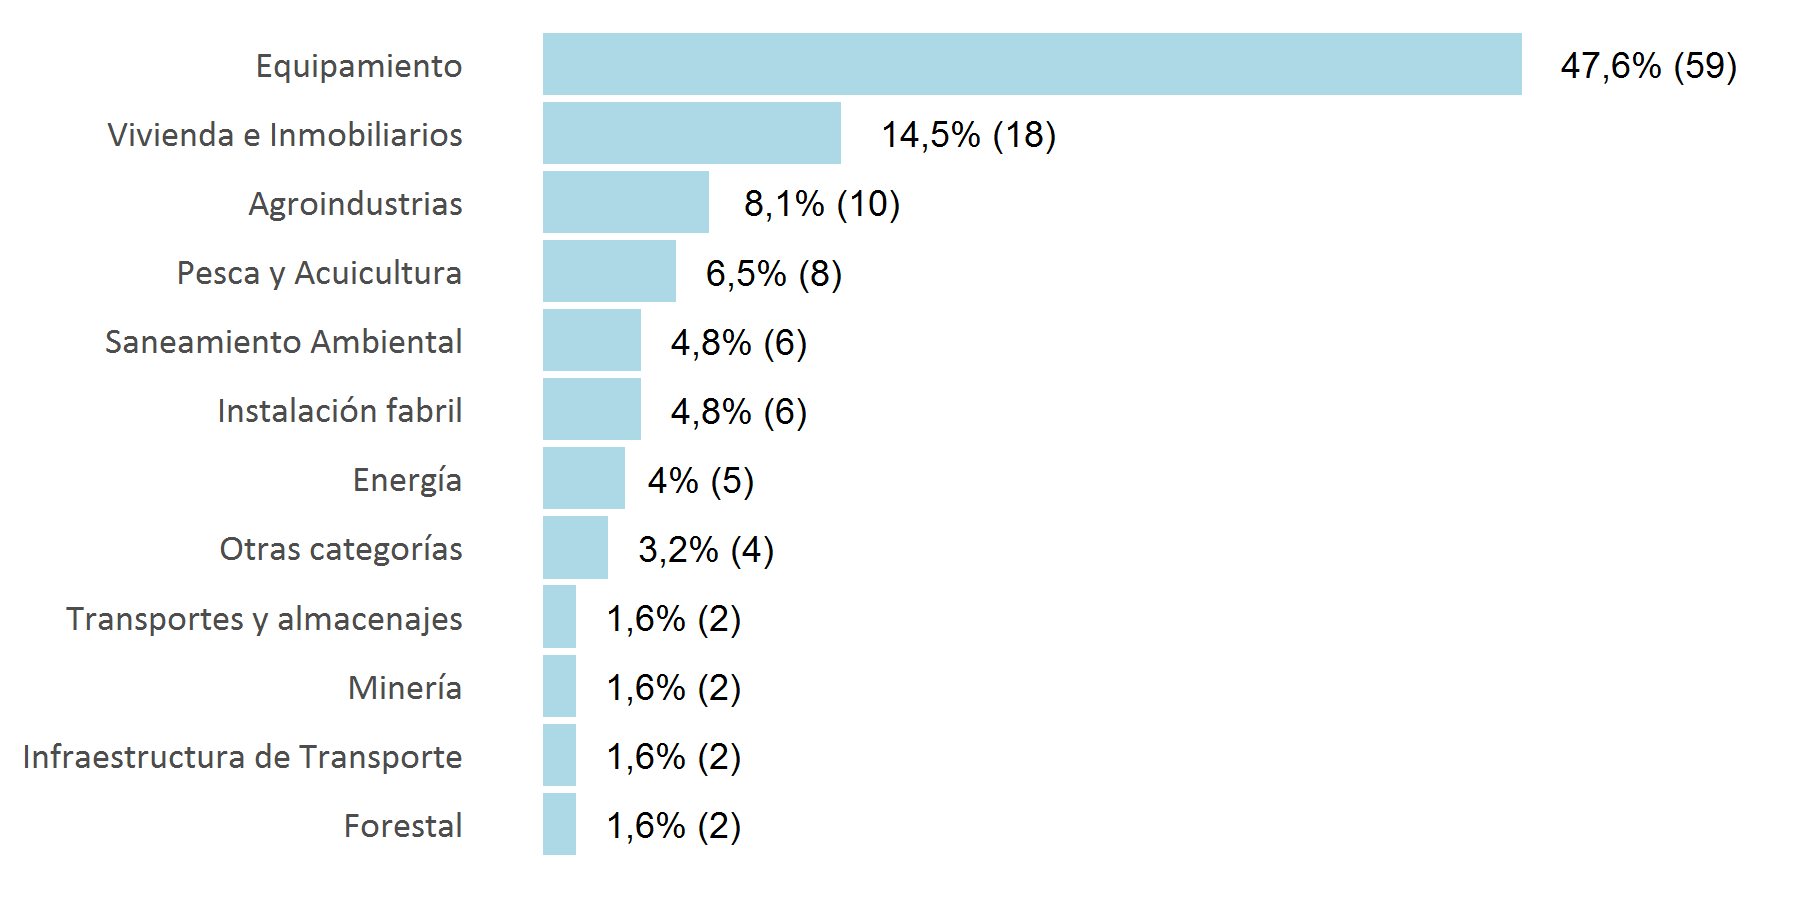 Equipamiento 47,6% (59)
Vivienda e Inmobiliarios 14,5% (18)
Agroindustrias 8,1% (10)
Pesca y Acuicultura 6,5% (8)
Saneamiento Ambiental 4,8% (6)
Instalación fabril 4,8% (6)
Energía 4% (5)
Otras categorías 3,2% (4)
Transportes y almacenajes 1,6% (2)
Minería 1,6% (2)
Infraestructura de Transporte 1,6% (2)
Forestal 1,6% (2)